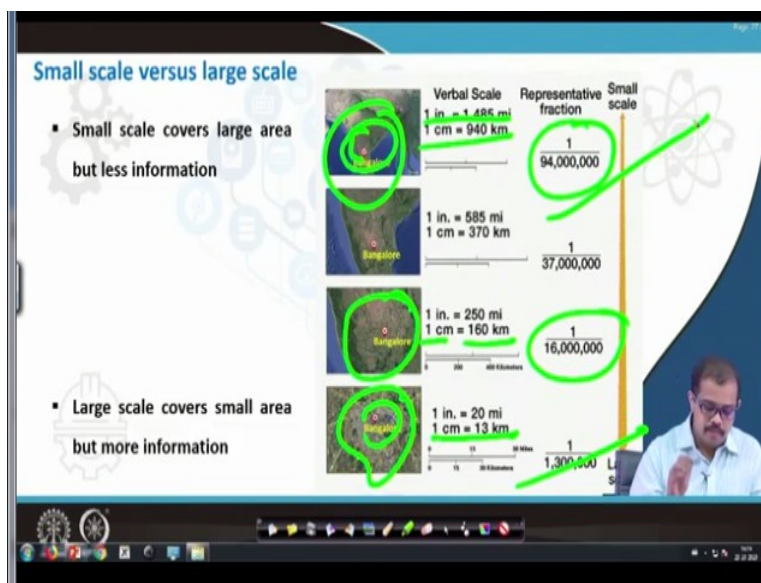 Small scale versus large scale
▪ Small scale covers large area
but less information
▪ Large scale covers small area
but more information
Verbal Scale
Representative
fraction
Small
scale
Bangalore
1 in. = 1,485 mi
1 cm = 940 km
1
94,000,000
Bangalore
1 in. = 585 mi
1 cm = 370 km
1
37,000,000
Bangalore
1 in. = 250 mi
1 cm = 160 km
0 200 400 Kilometers
1
16,000,000
Bangalore
1 in. = 20 mi
1 cm = 13 km
1
1,300,000